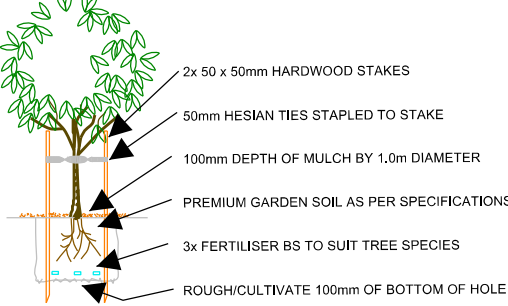 2x 50 x 50mm HARDWOOD STAKES
50mm HESIAN TIES STAPLED TO STAKE
100mm DEPTH OF MULCH BY 1.0m DIAMETER
PREMIUM GARDEN SOIL AS PER SPECIFICATIONS
3x FERTILISER BS TO SUIT TREE SPECIES
ROUGH/CULTIVATE 100mm OF BOTTOM OF HOLE